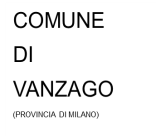 COMUNE
DI
VANZAGO
(PROVINCIA DI MILANO)